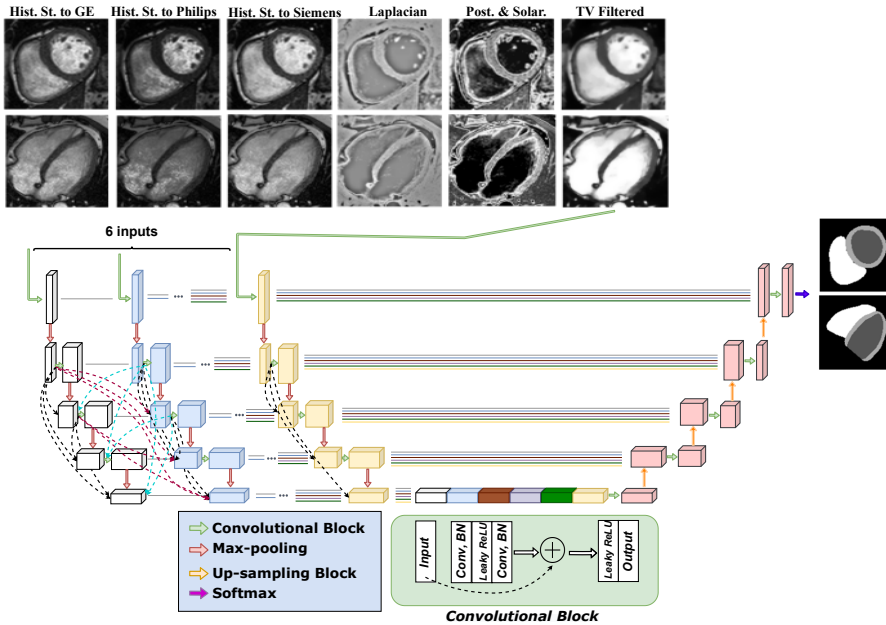 Hist. St. to GE Hist. St. to Philips Hist. St. to Siemens Laplacian Post. & Solar. TV Filtered
6 inputs
Convolutional Block
Max-pooling
Up-sampling Block
Softmax
, Input
Conv, BN
Leaky ReLU
Conv, BN
Leaky ReLU
Output
Convolutional Block